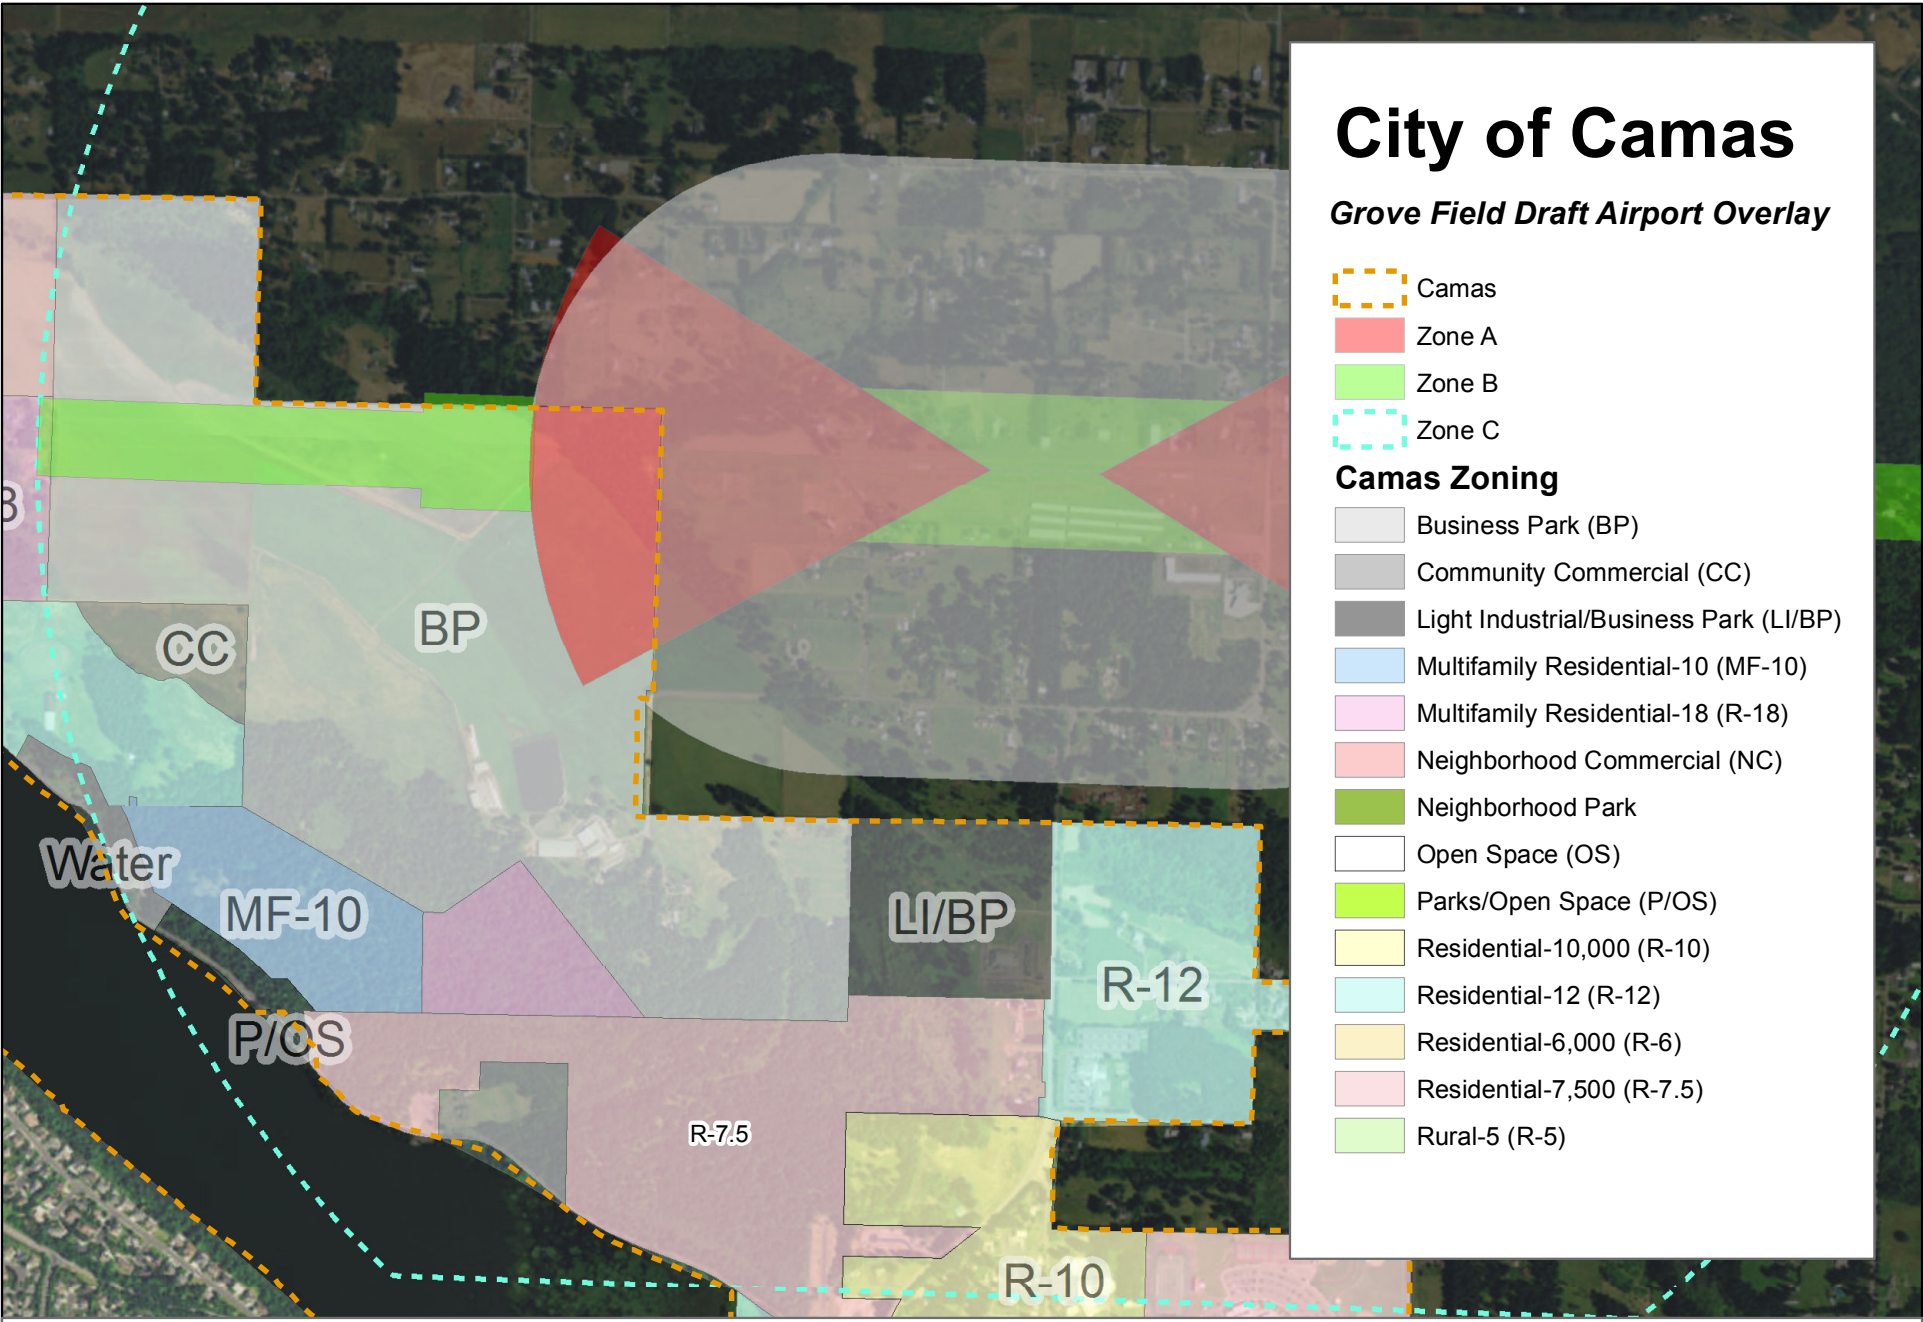 City of Camas
Grove Field Draft Airport Overlay
Camas
Zone A
Zone B
Zone C
Camas Zoning
Business Park (BP)
Community Commercial (CC)
Light Industrial/Business Park (LI/BP)
Multifamily Residential-10 (MF-10)
Multifamily Residential-18 (R-18)
Neighborhood Commercial (NC)
Neighborhood Park
Open Space (OS)
Parks/Open Space (P/OS)
Residential-10,000 (R-10)
Residential-12 (R-12)
Residential-6,000 (R-6)
Residential-7,500 (R-7.5)
Rural-5 (R-5)
CC
BP
Water
MF-10
LI/BP
R-12
P/OS
R-7.5
R-10